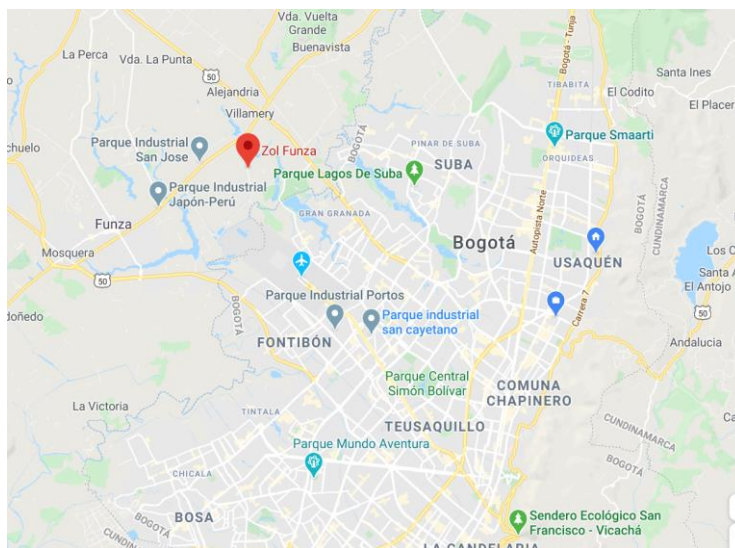 Vda. Vuelta
Grande
Buenavista
La Perca
Vda. La Punta
50
Alejandria
Villamery
Bogotá - Tunja
TIBABITA
Santa Ines
El Codito
El Placer
BOGOTÁ
Parque Industrial
San Jose
Zol Funza
PINAR DE SUBA
Parque Smaarti
ORQUIDEAS
SUBA
Parque Lagos De Suba
Parque Industrial
Japón-Perú
Funza
GRAN GRANADA
Autopista Norte
BOGOTÁ
CUNDINAMARCA
Mosquera
Bogotá
USAQUÉN
50
BOGOTÁ
Parque Industrial Portos
Parque industrial
san cayetano
Carrera 7
Santa A
El Antojo
50
FONTIBÓN
Andalucia
Parque Central
Simón Bolívar
COMUNA
CHAPINERO
La Victoria
TINTALA
TEUSAQUILLO
CUNDINAMARCA
BOGOTÁ
Parque Mundo Aventura
CHICALA
BOSA
BOGOTÁ
Sendero Ecológico San
Francisco - Vicachá
LA CANDELARIA